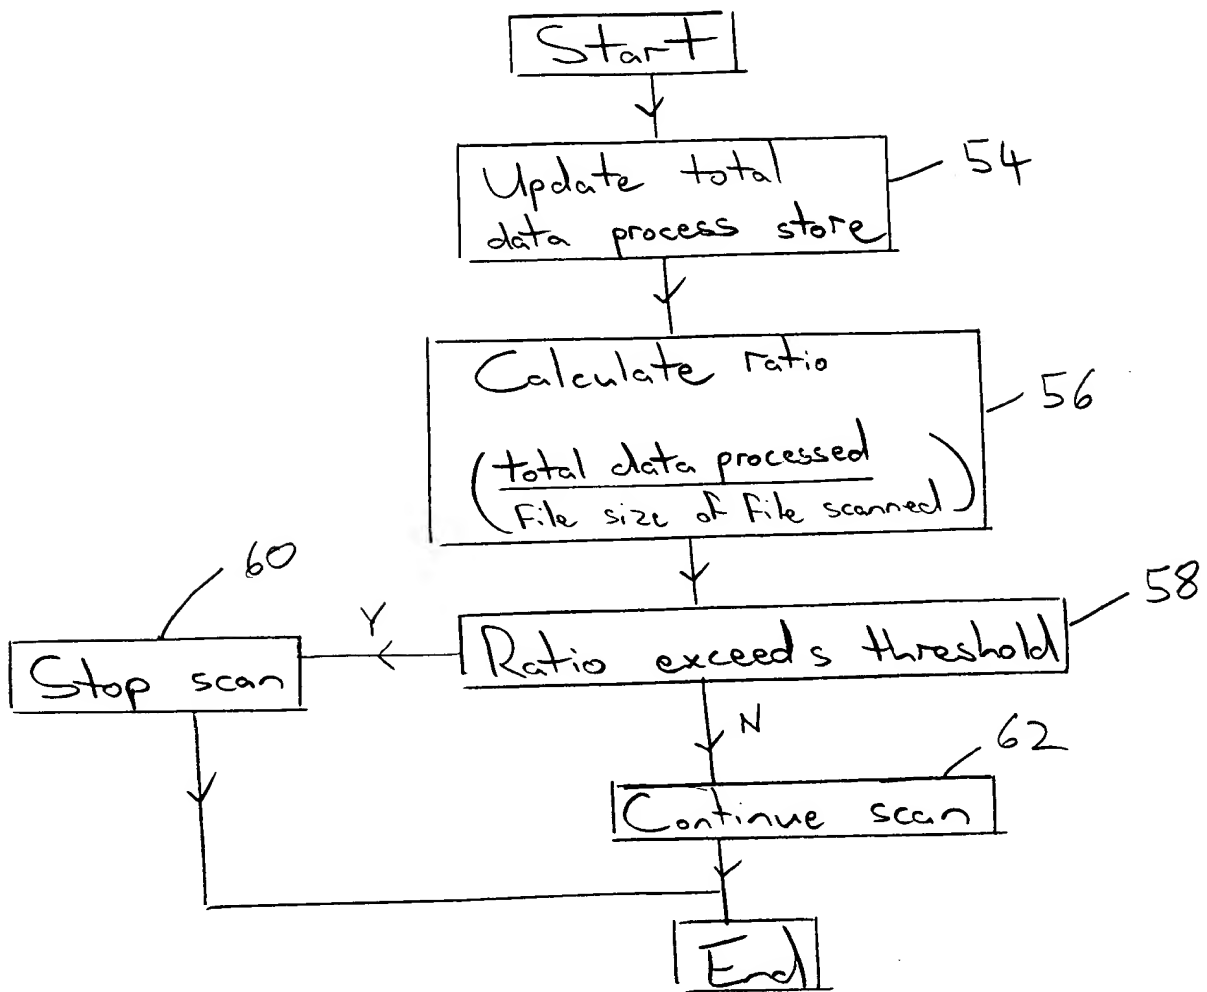 Start
Update total
data process store
54
Calculate ratio
56
(total data processed
File size of File scanned)
60
Y
58
Stop scan
Ratio exceeds threshold
N
62
Continue scan
End